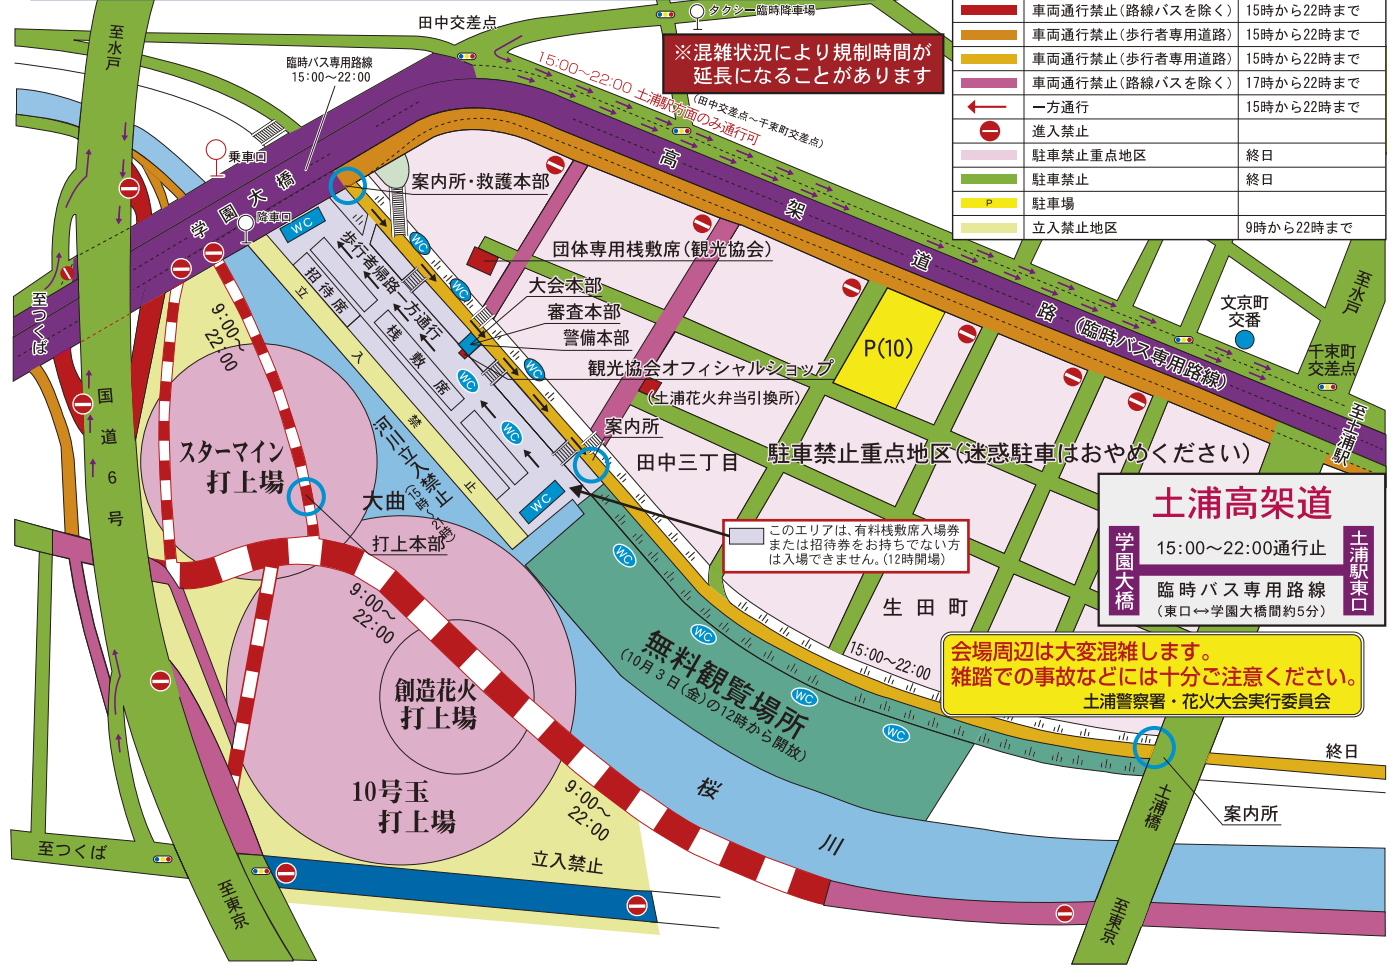 車両通行禁止(路線バスを除く) 15時から22時まで
車両通行禁止(歩行者専用道路) 15時から22時まで
車両通行禁止(歩行者専用道路) 15時から22時まで
車両通行禁止(路線バスを除く) 17時から22時まで
一方通行 15時から22時まで
進入禁止
駐車禁止重点地区 終日
駐車禁止 終日
P 駐車場
立入禁止地区 9時から22時まで
タクシー臨時降車場
田中交差点
※混雑状況により規制時間が
延長になることがあります
至水戸
臨時バス専用路線
15:00〜22:00
15:00〜22:00 土浦駅方面のみ通行可
(田中交差点〜千束町交差点)
乗車口
降車口
学園大橋
高架道路(臨時バス専用路線)
案内所・救護本部
WC
WC
WC
WC
WC
WC
WC
WC
WC
WC
WC
団体専用桟敷席(観光協会)
大会本部
審査本部
警備本部
観光協会オフィシャルショップ
(土浦花火弁当引換所)
案内所
歩行者帰路
一方通行
招待席
桟敷席
立入禁止
河川立入禁止
(15時〜21時)
P(10)
文京町
交番
至水戸
千束町
交差点
至土浦駅
至つくば
国道6号
9:00〜
22:00
スターマイン
打上場
大曲
打上本部
田中三丁目
駐車禁止重点地区(迷惑駐車はおやめください)
このエリアは、有料桟敷席入場券
または招待券をお持ちでない方
は入場できません。(12時開場)
土浦高架道
学園大橋
15:00〜22:00通行止
臨時バス専用路線
(東口↔学園大橋間約5分)
土浦駅東口
生田町
15:00〜22:00
会場周辺は大変混雑します。
雑踏での事故などには十分ご注意ください。
土浦警察署・花火大会実行委員会
9:00〜
22:00
無料観覧場所
(10月3日(金)の12時から開放)
創造花火
打上場
10号玉
打上場
9:00〜
22:00
桜川
終日
案内所
土浦橋
立入禁止
至つくば
至東京
至東京